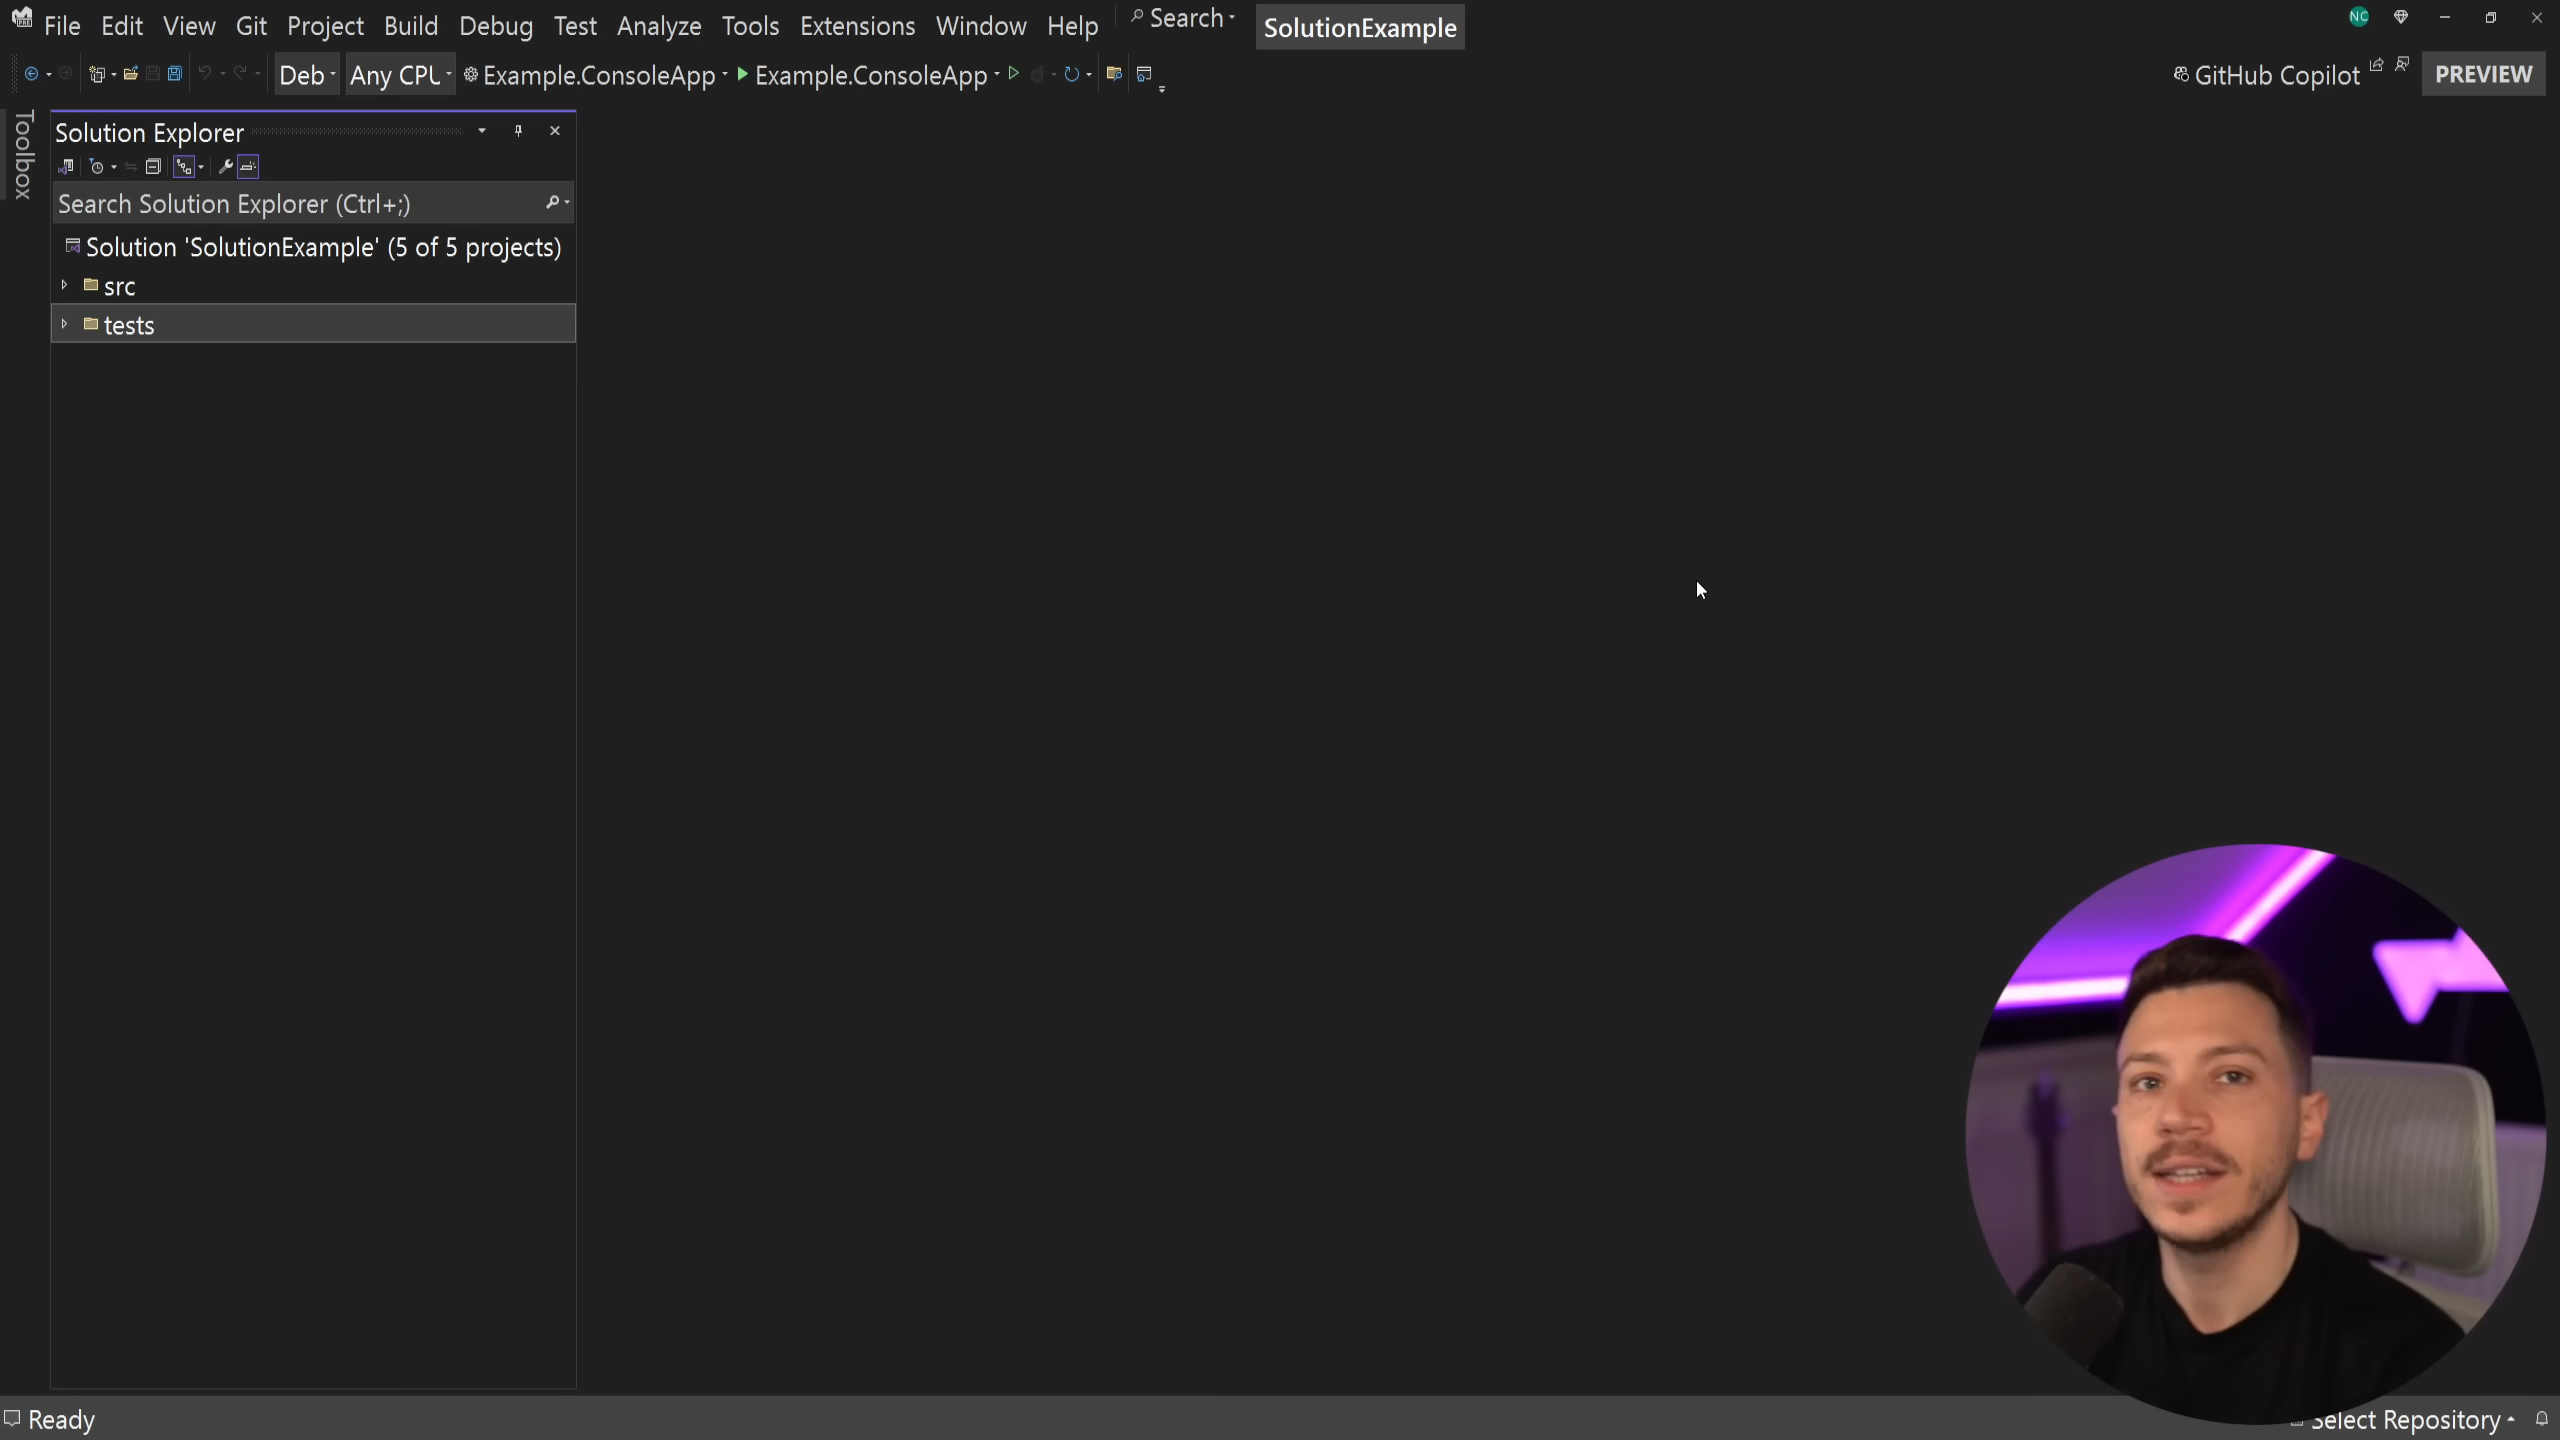 File Edit View Git Project Build Debug Test Analyze Tools Extensions Window Help Search SolutionExample NC
Deb Any CPU Example.ConsoleApp Example.ConsoleApp GitHub Copilot PREVIEW
Toolbox
Solution Explorer
Search Solution Explorer (Ctrl+;)
Solution 'SolutionExample' (5 of 5 projects)
src
tests
Ready Select Repository